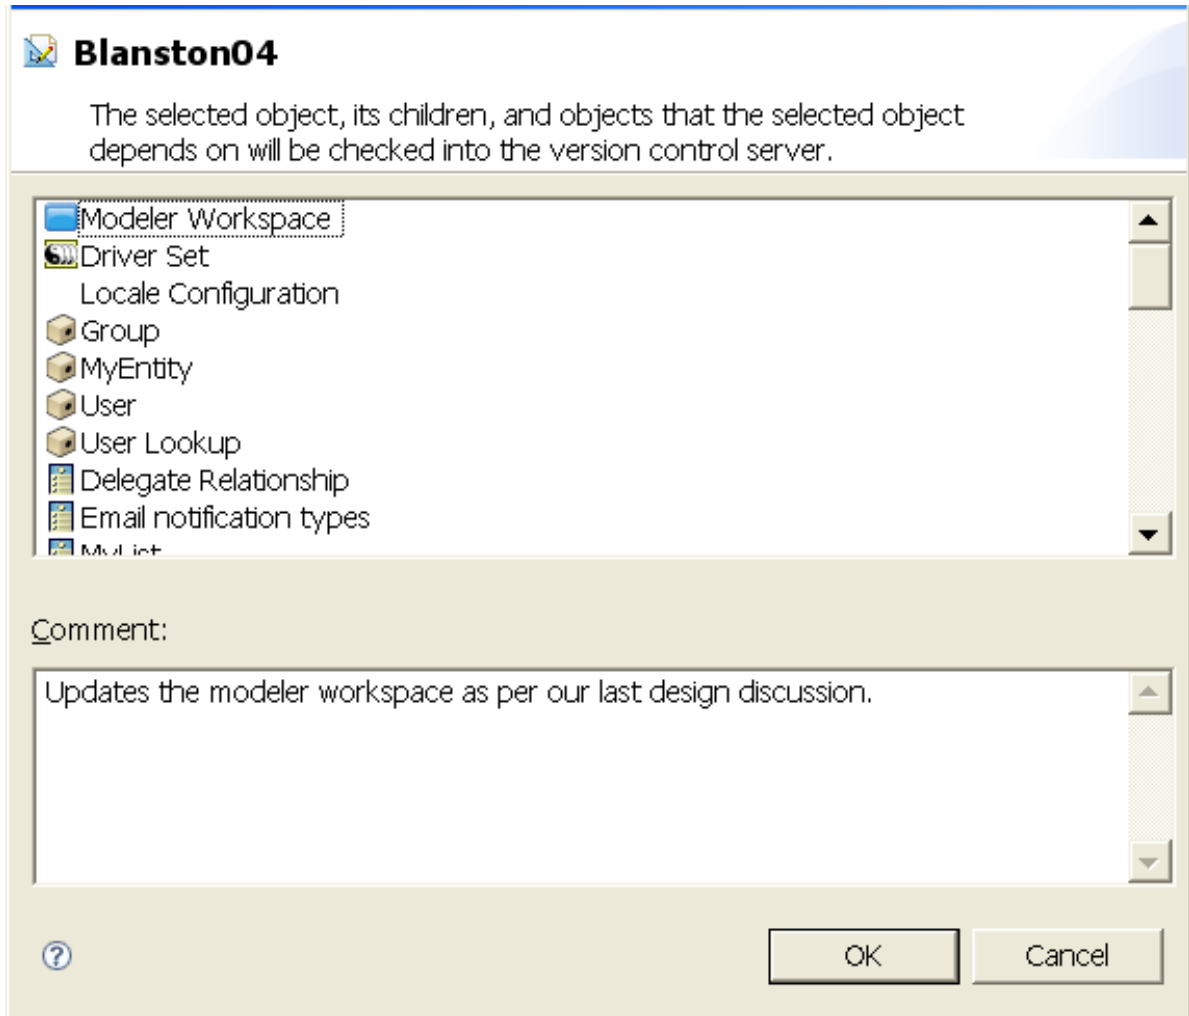 Blanston04
The selected object, its children, and objects that the selected object
depends on will be checked into the version control server.
Modeler Workspace
Driver Set
Locale Configuration
Group
MyEntity
User
User Lookup
Delegate Relationship
Email notification types
MyList
Comment:
Updates the modeler workspace as per our last design discussion.
OK
Cancel